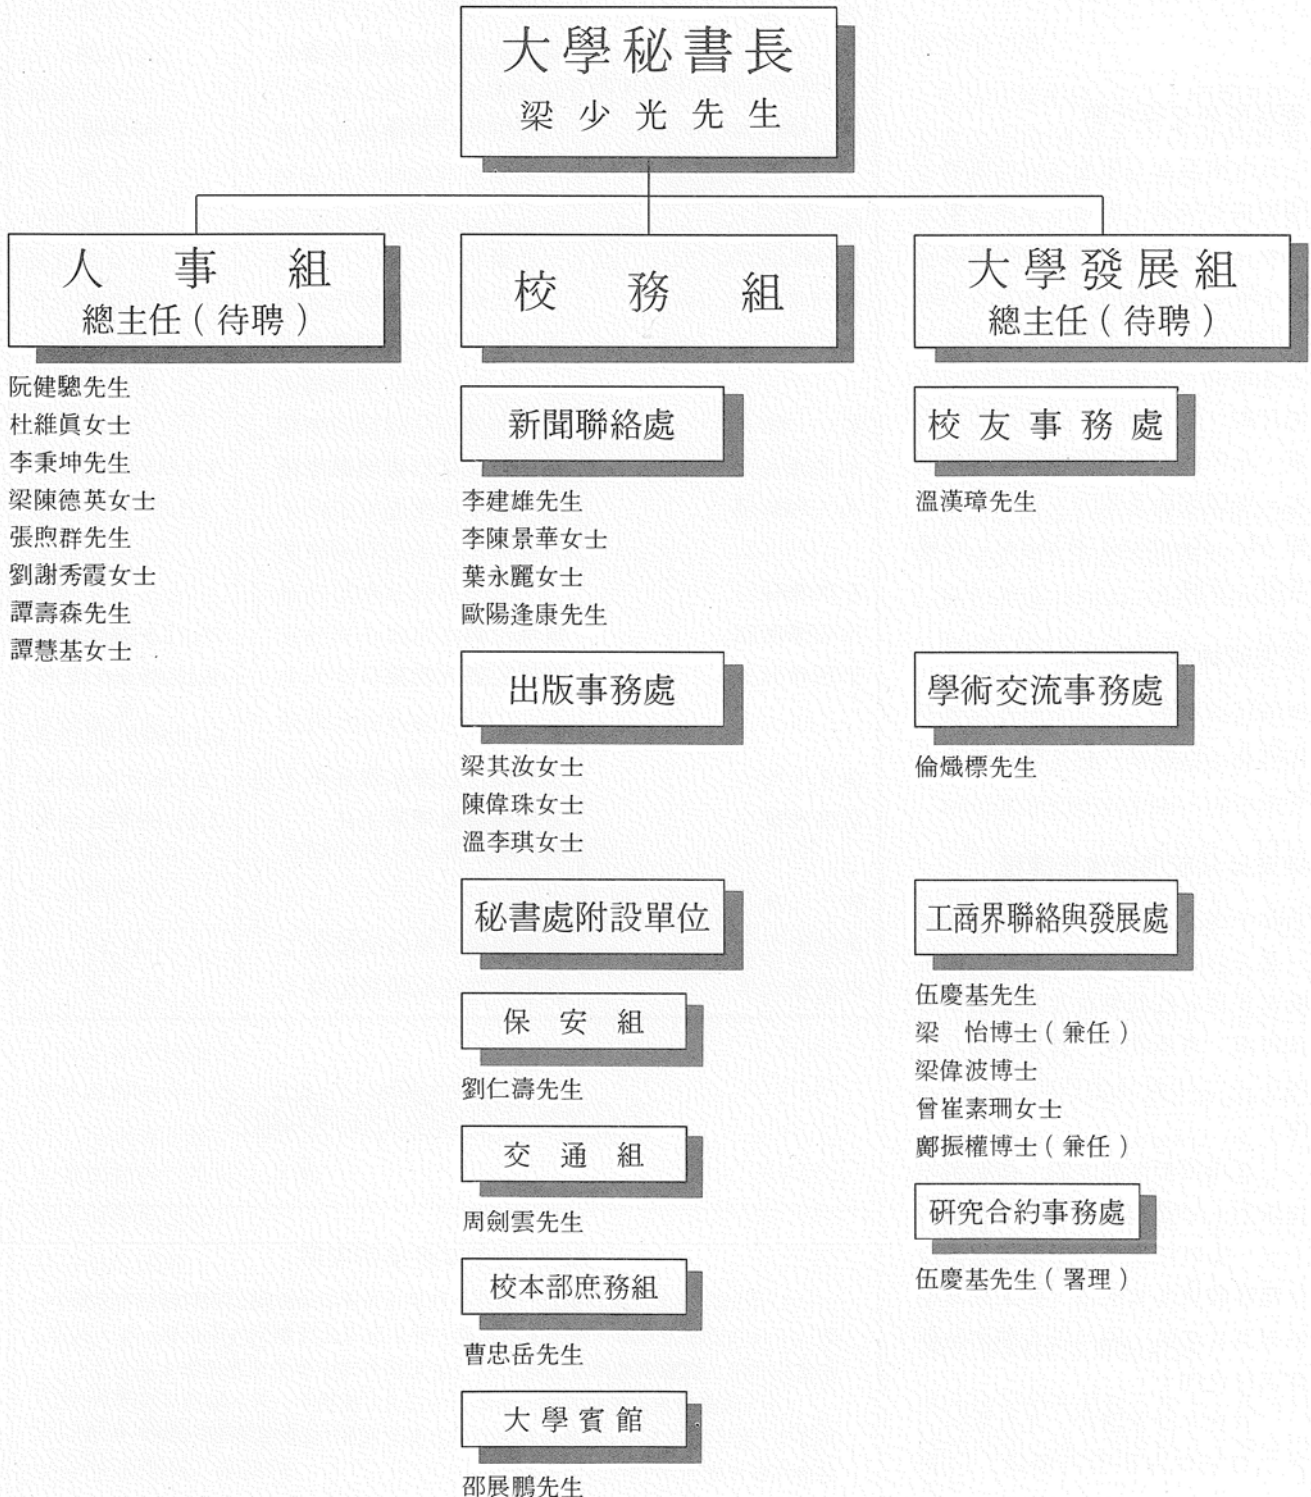 大學秘書長
梁少光先生
人事組
總主任（待聘）
阮健驄先生
杜維眞女士
李秉坤先生
梁陳德英女士
張煦群先生
劉謝秀霞女士
譚壽森先生
譚慧基女士
校務組
新聞聯絡處
李建雄先生
李陳景華女士
葉永麗女士
歐陽逢康先生
出版事務處
梁其汝女士
陳偉珠女士
溫李琪女士
秘書處附設單位
保安組
劉仁濤先生
交通組
周劍雲先生
校本部庶務組
曹忠岳先生
大學賓館
邵展鵬先生
大學發展組
總主任（待聘）
校友事務處
溫漢璋先生
學術交流事務處
倫熾標先生
工商界聯絡與發展處
伍慶基先生
梁　怡博士（兼任）
梁偉波博士
曾崔素珊女士
鄺振權博士（兼任）
硏究合約事務處
伍慶基先生（署理）